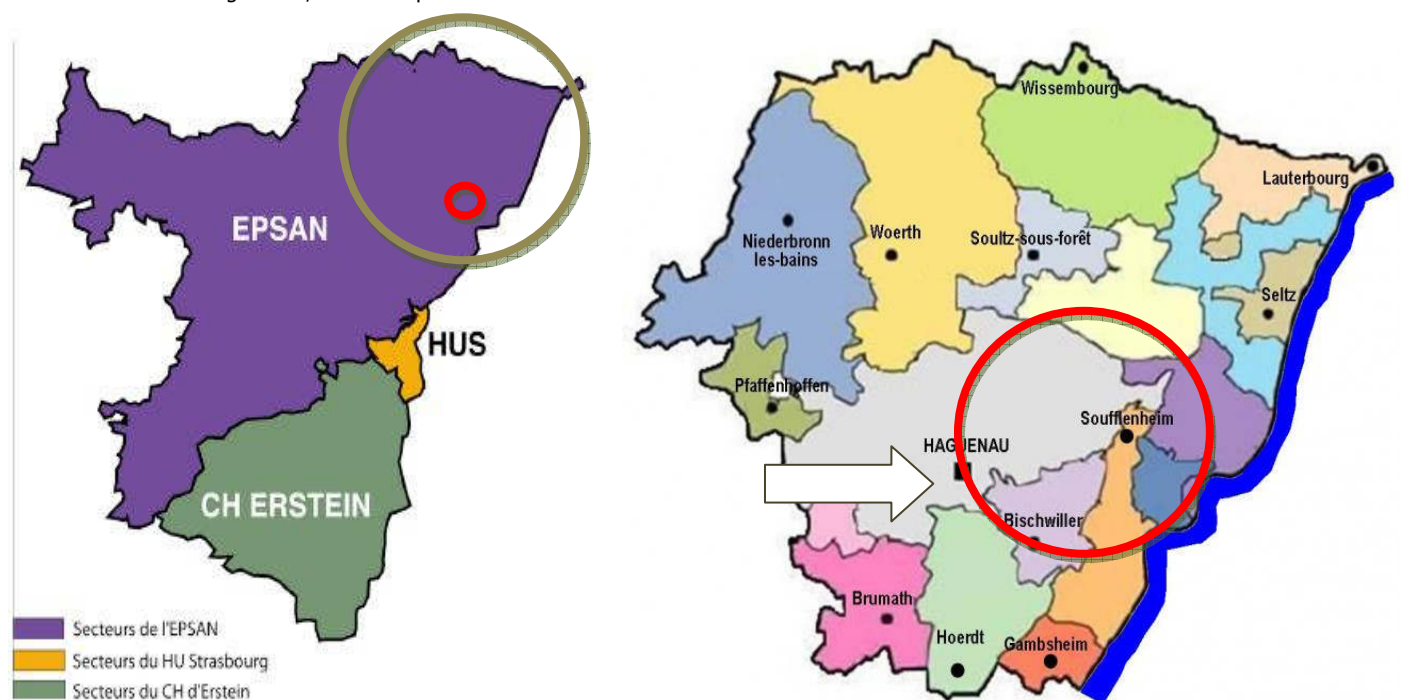 EPSAN
HUS
CH ERSTEIN
Secteurs de l'EPSAN
Secteurs du HU Strasbourg
Secteurs du CH d'Erstein
Wissembourg
Lauterbourg
Niederbronn
les-bains
Woerth
Soultz-sous-forêt
Seltz
Pfaffenhoffen
Soufflenheim
HAGUENAU
Bischwiller
Brumath
Hoerdt
Gambsheim